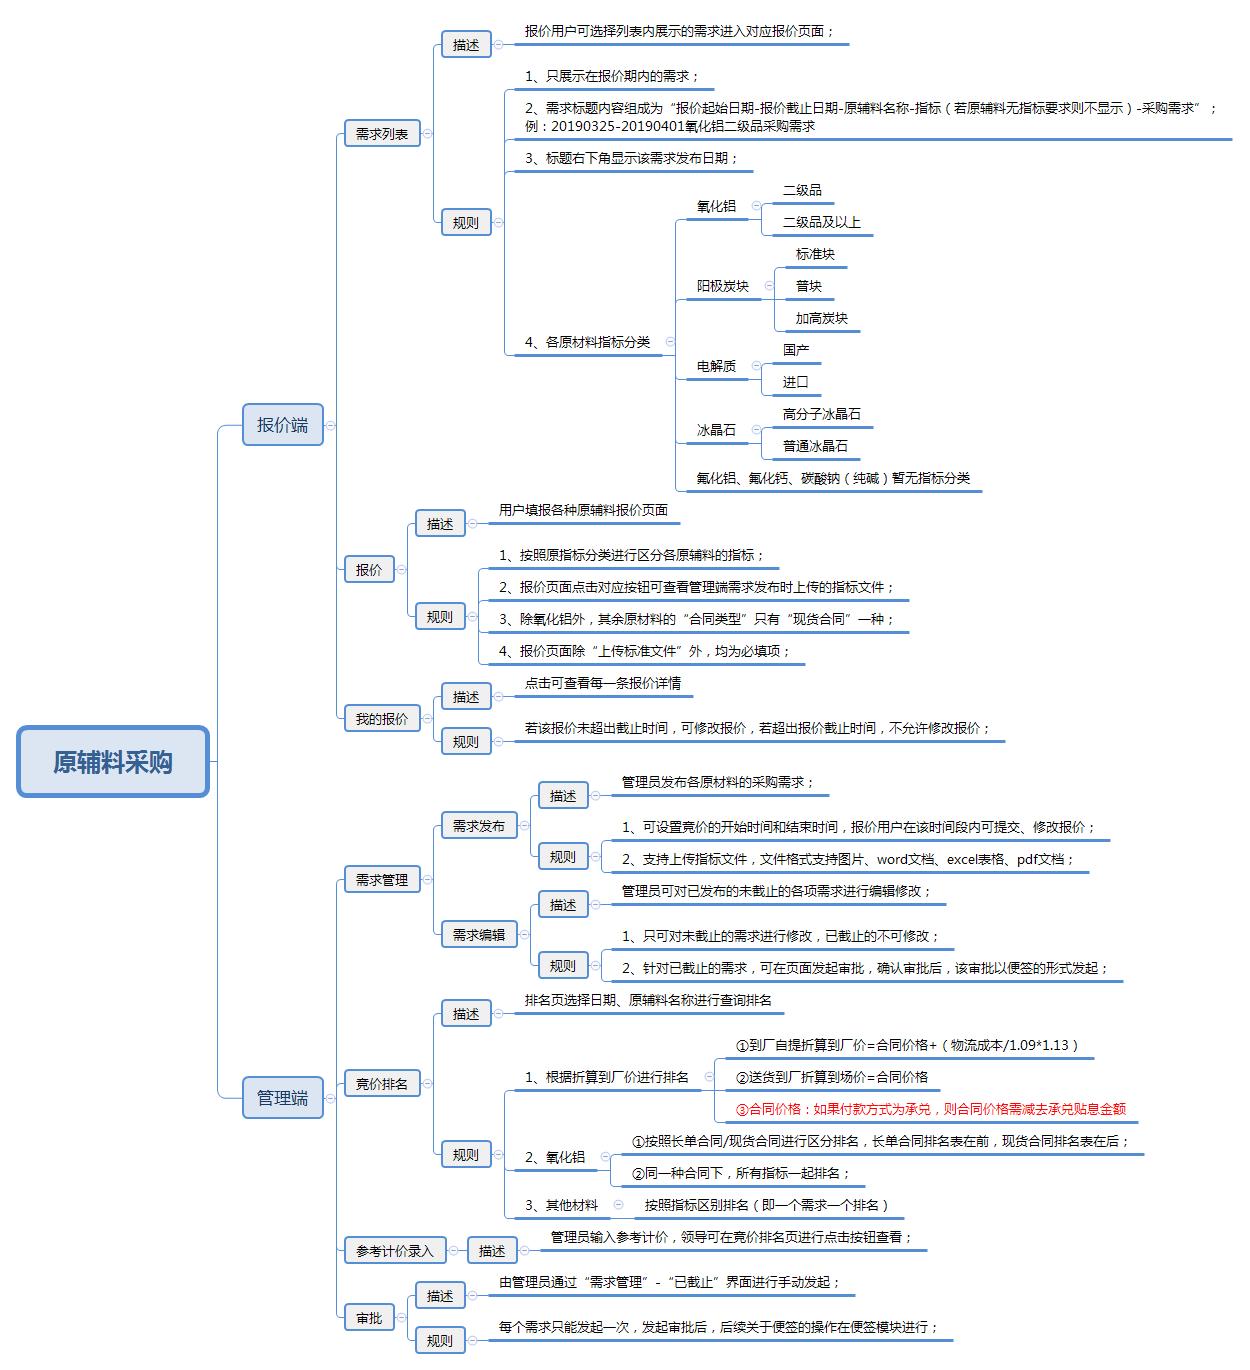 原辅料采购
报价端
需求列表
描述
报价用户可选择列表内展示的需求进入对应报价页面；
规则
1、只展示在报价期内的需求；
2、需求标题内容组成为“报价起始日期-报价截止日期-原辅料名称-指标（若原辅料无指标要求则不显示）-采购需求”；
例：20190325-20190401氧化铝二级品采购需求
3、标题右下角显示该需求发布日期；
4、各原材料指标分类
氧化铝
二级品
二级品及以上
阳极炭块
标准块
普块
加高炭块
电解质
国产
进口
冰晶石
高分子冰晶石
普通冰晶石
氟化铝、氟化钙、碳酸钠（纯碱）暂无指标分类
报价
描述
用户填报各种原辅料报价页面
规则
1、按照原指标分类进行区分各原辅料的指标；
2、报价页面点击对应按钮可查看管理端需求发布时上传的指标文件；
3、除氧化铝外，其余原材料的“合同类型”只有“现货合同”一种；
4、报价页面除“上传标准文件”外，均为必填项；
我的报价
描述
点击可查看每一条报价详情
规则
若该报价未超出截止时间，可修改报价，若超出报价截止时间，不允许修改报价；
管理端
需求管理
需求发布
描述
管理员发布各原材料的采购需求；
规则
1、可设置竞价的开始时间和结束时间，报价用户在该时间段内可提交、修改报价；
2、支持上传指标文件，文件格式支持图片、word文档、excel表格、pdf文档；
需求编辑
描述
管理员可对已发布的未截止的各项需求进行编辑修改；
规则
1、只可对未截止的需求进行修改，已截止的不可修改；
2、针对已截止的需求，可在页面发起审批，确认审批后，该审批以便签的形式发起；
竞价排名
描述
排名页选择日期、原辅料名称进行查询排名
规则
1、根据折算到厂价进行排名
①到厂自提折算到厂价=合同价格+（物流成本/1.09*1.13）
②送货到厂折算到场价=合同价格
③合同价格：如果付款方式为承兑，则合同价格需减去承兑贴息金额
2、氧化铝
①按照长单合同/现货合同进行区分排名，长单合同排名表在前，现货合同排名表在后；
②同一种合同下，所有指标一起排名；
3、其他材料
按照指标区别排名（即一个需求一个排名）
参考计价录入
描述
管理员输入参考计价，领导可在竞价排名页进行点击按钮查看；
审批
描述
由管理员通过“需求管理”-“已截止”界面进行手动发起；
规则
每个需求只能发起一次，发起审批后，后续关于便签的操作在便签模块进行；